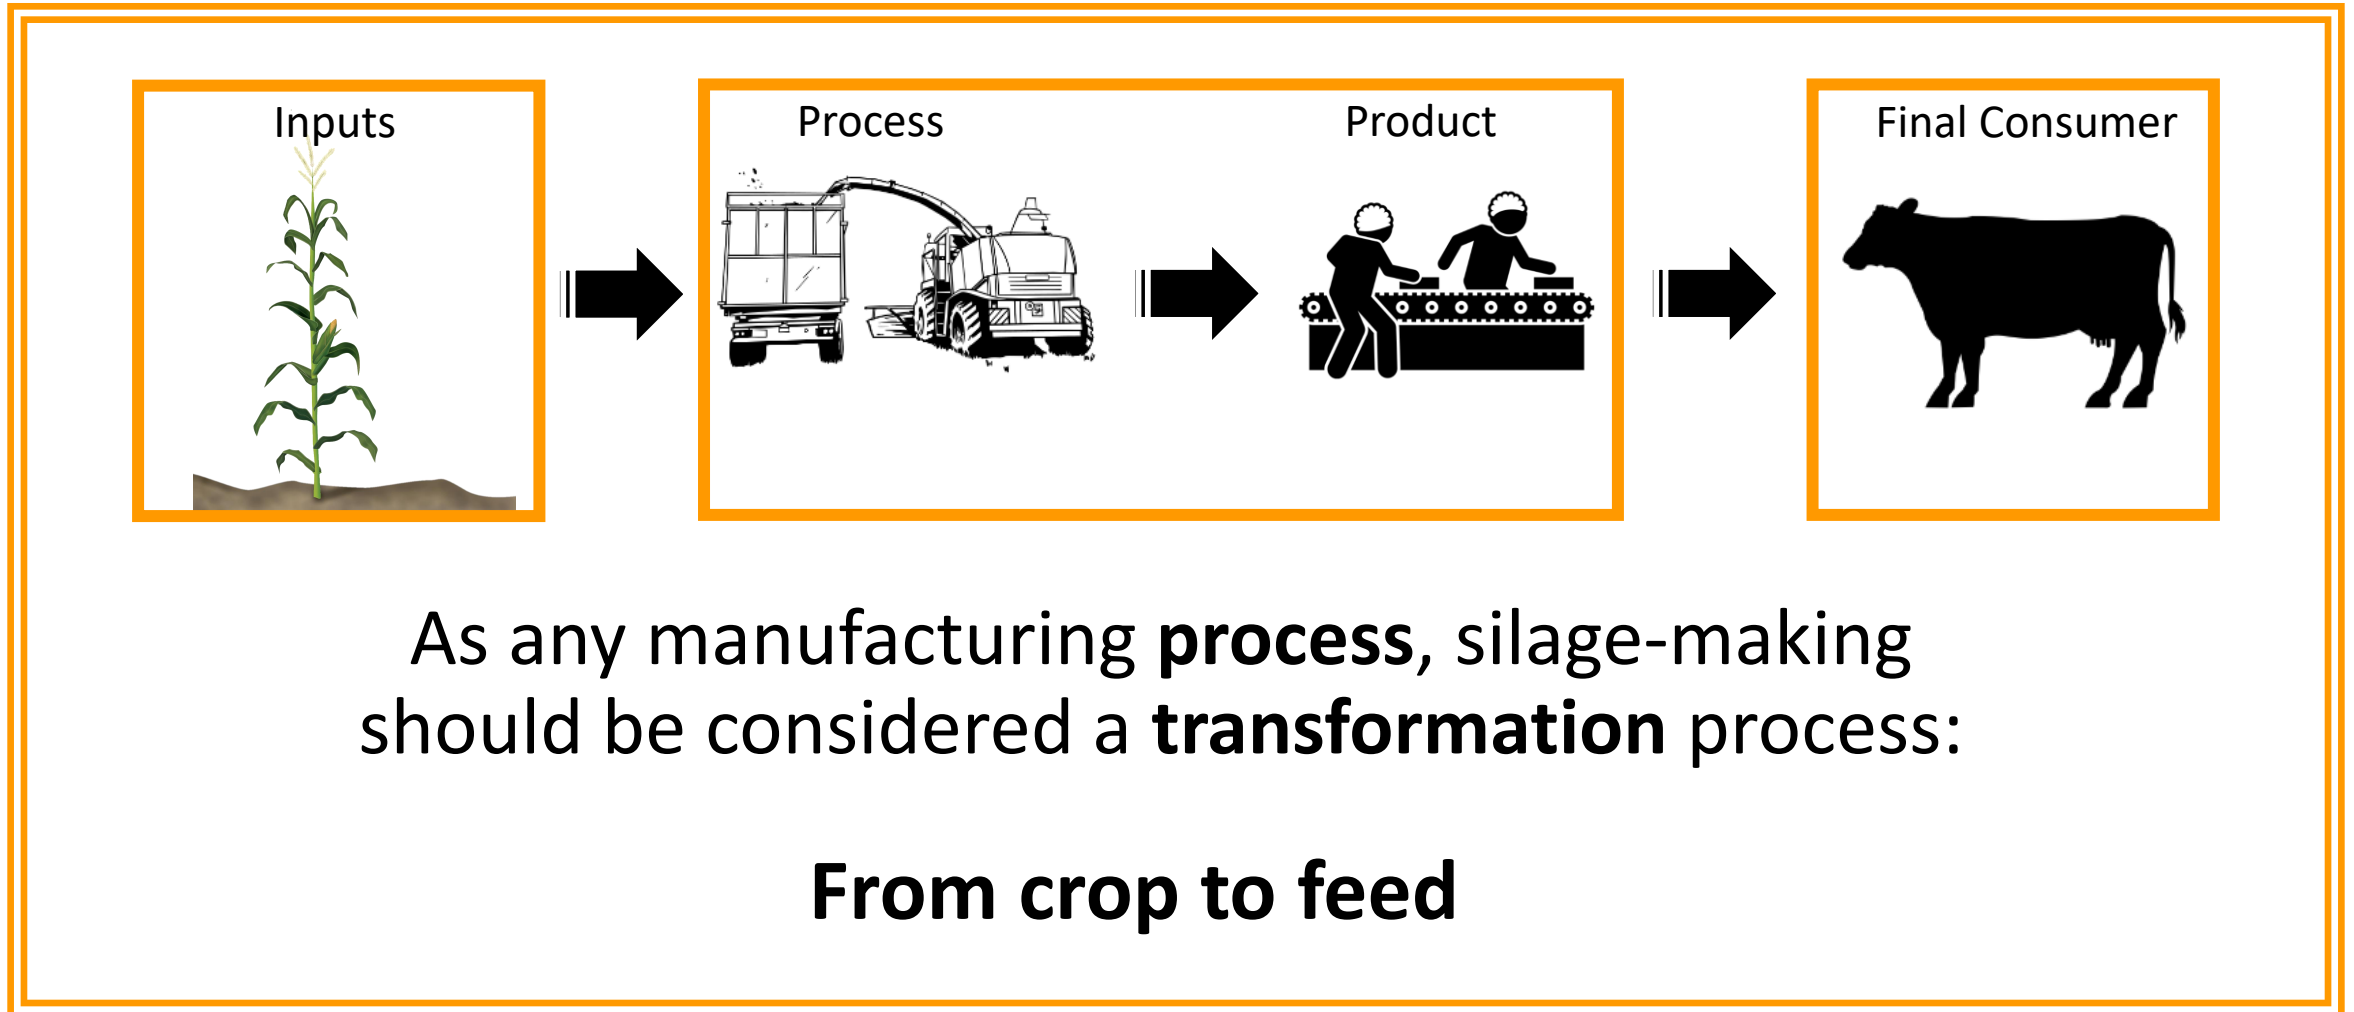 Inputs
Process
Product
Final Consumer
As any manufacturing process, silage-making
should be considered a transformation process:
From crop to feed